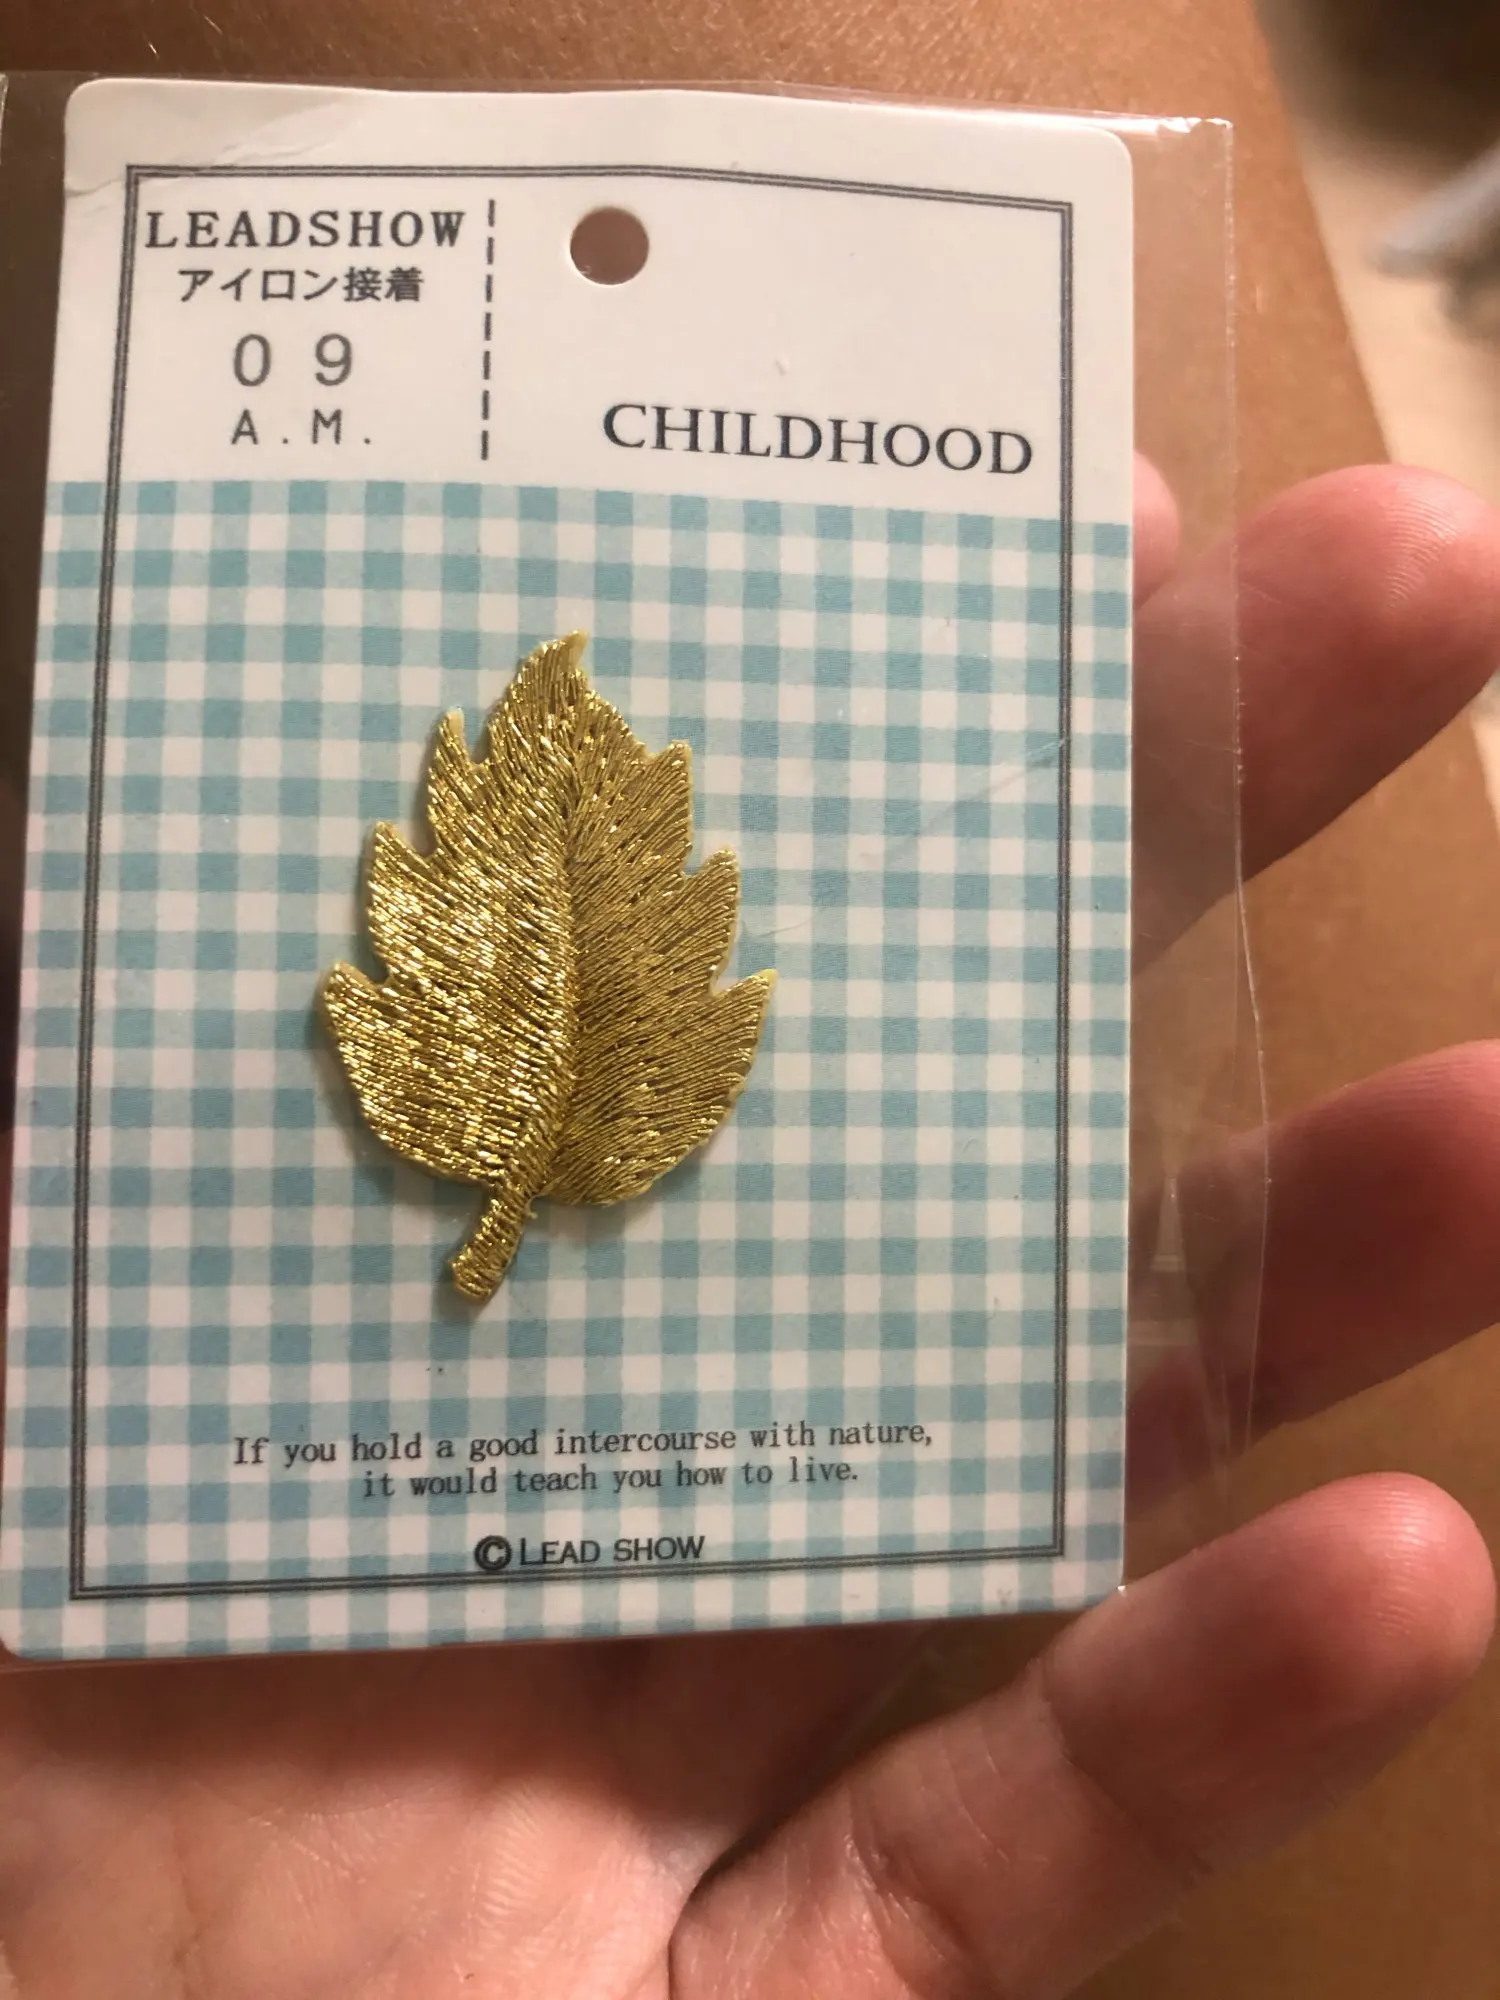 LEADSHOW
アイロン接着
09
A.M.
CHILDHOOD
If you hold a good intercourse with nature,
it would teach you how to live.
© LEAD SHOW